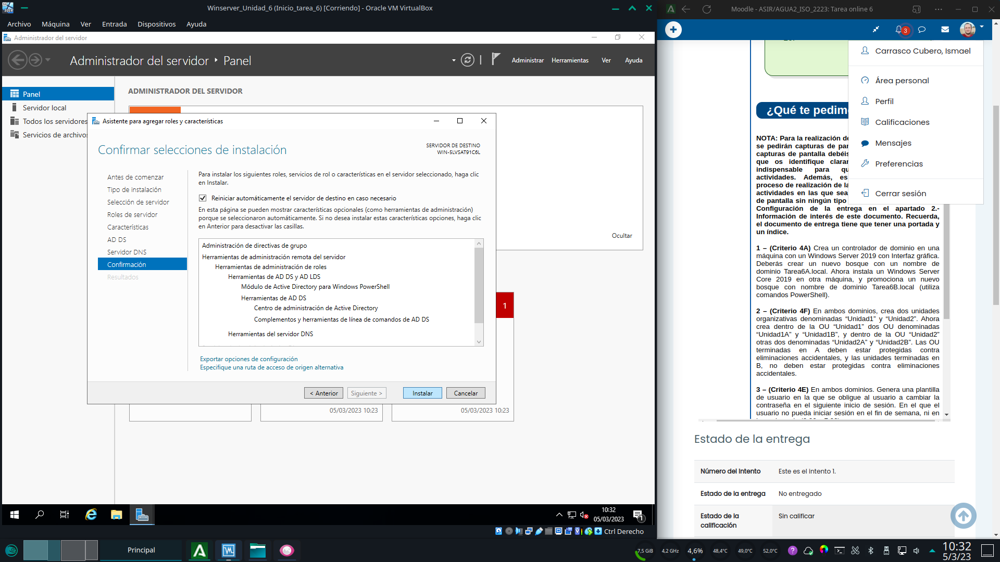 Winserver_Unidad_6 (Inicio_tarea_6) [Corriendo] - Oracle VM VirtualBox
Archivo Máquina Ver Entrada Dispositivos Ayuda
Administrador del servidor
Administrador del servidor Panel
Administrar Herramientas Ver Ayuda
Panel
Servidor local
Todos los servidores
Servicios de archivos
ADMINISTRADOR DEL SERVIDOR
Ocultar
1
05/03/2023 10:23
05/03/2023 10:23
Asistente para agregar roles y características
Confirmar selecciones de instalación
SERVIDOR DE DESTINO
WIN-5LVSAT91C6L
Antes de comenzar
Tipo de instalación
Selección de servidor
Roles de servidor
Características
AD DS
Servidor DNS
Confirmación
Resultados
Para instalar los siguientes roles, servicios de rol o características en el servidor seleccionado, haga clic
en Instalar.
Reiniciar automáticamente el servidor de destino en caso necesario
En esta página se pueden mostrar características opcionales (como herramientas de administración)
porque se seleccionaron automáticamente. Si no desea instalar estas características opciones, haga clic
en Anterior para desactivar las casillas.
Administración de directivas de grupo
Herramientas de administración remota del servidor
Herramientas de administración de roles
Herramientas de AD DS y AD LDS
Módulo de Active Directory para Windows PowerShell
Herramientas de AD DS
Centro de administración de Active Directory
Complementos y herramientas de línea de comandos de AD DS
Herramientas del servidor DNS
Exportar opciones de configuración
Especifique una ruta de acceso de origen alternativa
< Anterior
Siguiente >
Instalar
Cancelar
10:32
05/03/2023
1
Ctrl Derecho
Moodle - ASIR/AGUA2_ISO_2223: Tarea online 6
3
Carrasco Cubero, Ismael
Área personal
Perfil
Calificaciones
Mensajes
Preferencias
Cerrar sesión
¿Qué te pedim
NOTA: Para la realización de
se pedirán capturas de pan
capturas de pantalla debéis
que os identifique clara
indispensable para qu
actividades. Además, es
proceso de realización de la
actividades en las que sea
de pantalla sin ningún tipo
Configuración de la entrega en el apartado 2.-
Información de interés de este documento. Recuerda,
el documento de entrega tiene que tener una portada y
un índice.
1 – (Criterio 4A) Crea un controlador de dominio en una
máquina con un Windows Server 2019 con Interfaz gráfica.
Deberás crear un nuevo bosque con un nombre de
dominio Tarea6A.local. Ahora instala un Windows Server
Core 2019 en otra máquina, y promociona un nuevo
bosque con nombre de dominio Tarea6B.local (utiliza
comandos PowerShell).
2 – (Criterio 4F) En ambos dominios, crea dos unidades
organizativas denominadas “Unidad1” y “Unidad2”. Ahora
crea dentro de la OU “Unidad1” dos OU denominadas
“Unidad1A” y “Unidad1B”, y dentro de la OU “Unidad2”
otras dos denominadas “Unidad2A” y “Unidad2B”. Las OU
terminadas en A deben estar protegidas contra
eliminaciones accidentales, y las unidades terminadas en
B, no deben estar protegidas contra eliminaciones
accidentales.
3 – (Criterio 4E) En ambos dominios. Genera una plantilla
de usuario en la que se obligue al usuario a cambiar la
contraseña en el siguiente inicio de sesión. En el que el
usuario no pueda iniciar sesión en el fin de semana, ni en
Estado de la entrega
Número del intento Este es el intento 1.
Estado de la entrega No entregado
Estado de la calificación Sin calificar
Principal
7,5 GiB
4,2 GHz
4,6%
48,4°C
49,0°C
52,0°C
10:32
5/3/23